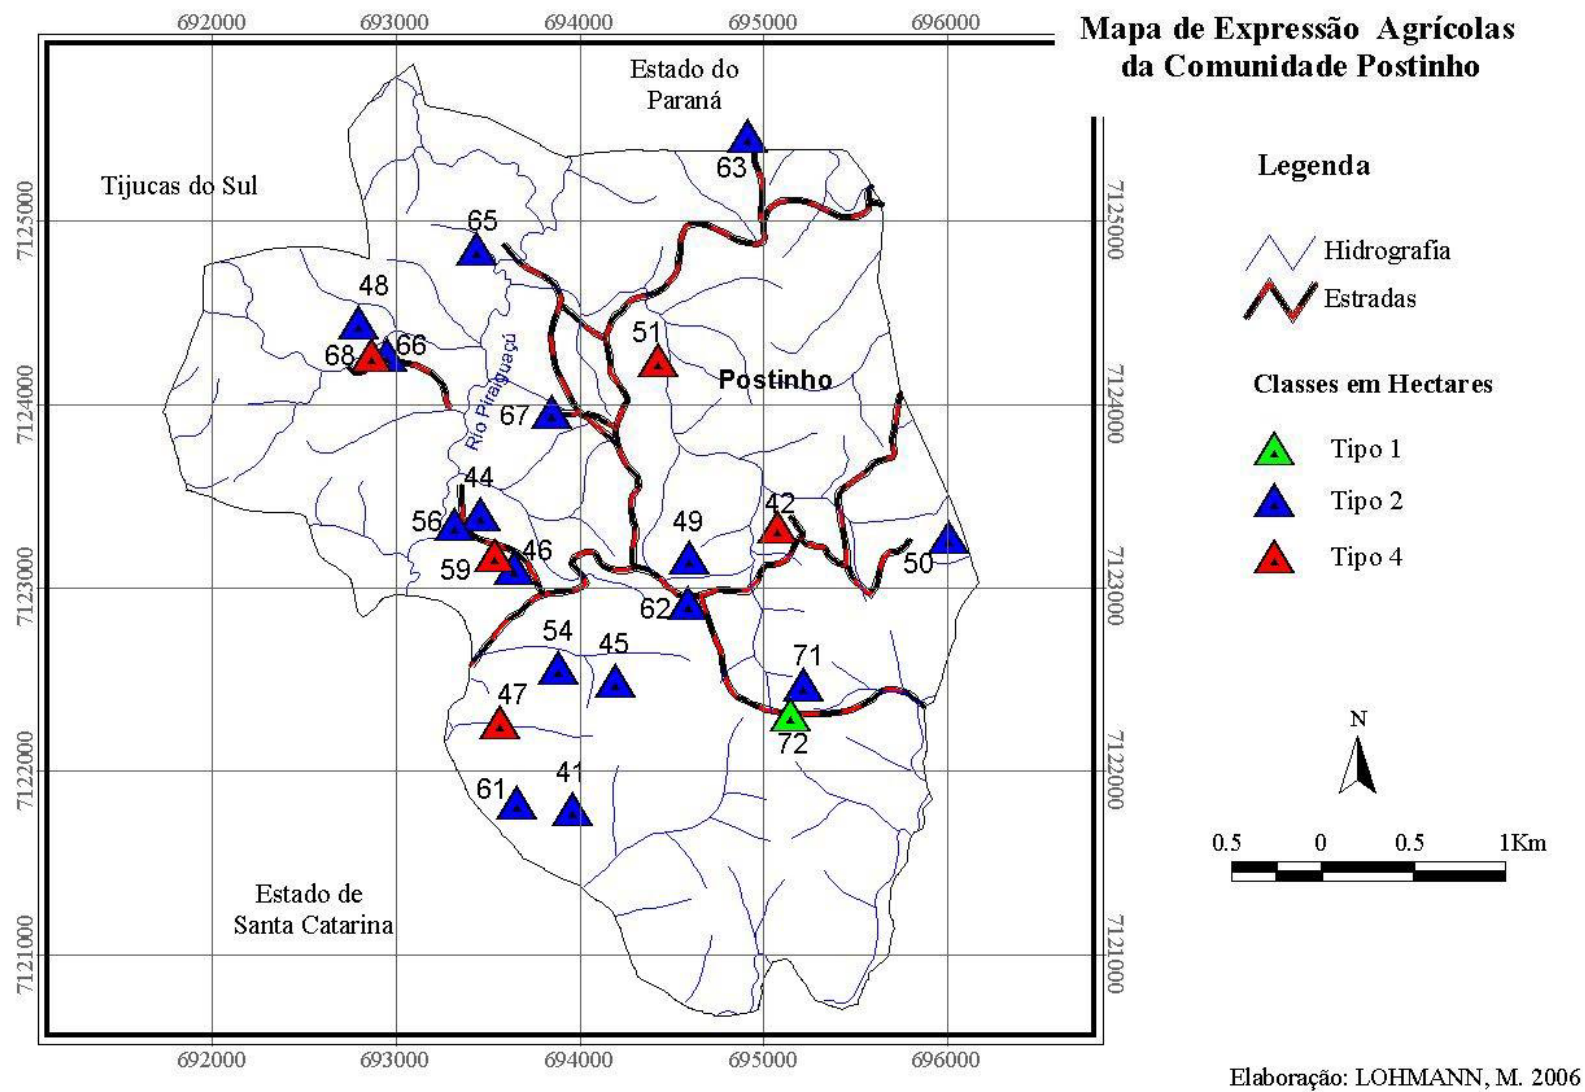 692000 693000 694000 695000 696000
Mapa de Expressão Agrícolas
da Comunidade Postinho
Estado do
Paraná
63
Tijucas do Sul
Legenda
7125000
7125000
65
Hidrografia
48
Estradas
51
68
66
Postinho
Rio Piraiguaçú
Classes em Hectares
7124000
7124000
67
Tipo 1
44
Tipo 2
56
49
42
46
59
50
Tipo 4
7123000
7123000
62
54
45
71
47
72
N
7122000
7122000
61
41
0.5 0 0.5 1Km
Estado de
Santa Catarina
7121000
7121000
692000 693000 694000 695000 696000
Elaboração: LOHMANN, M. 2006